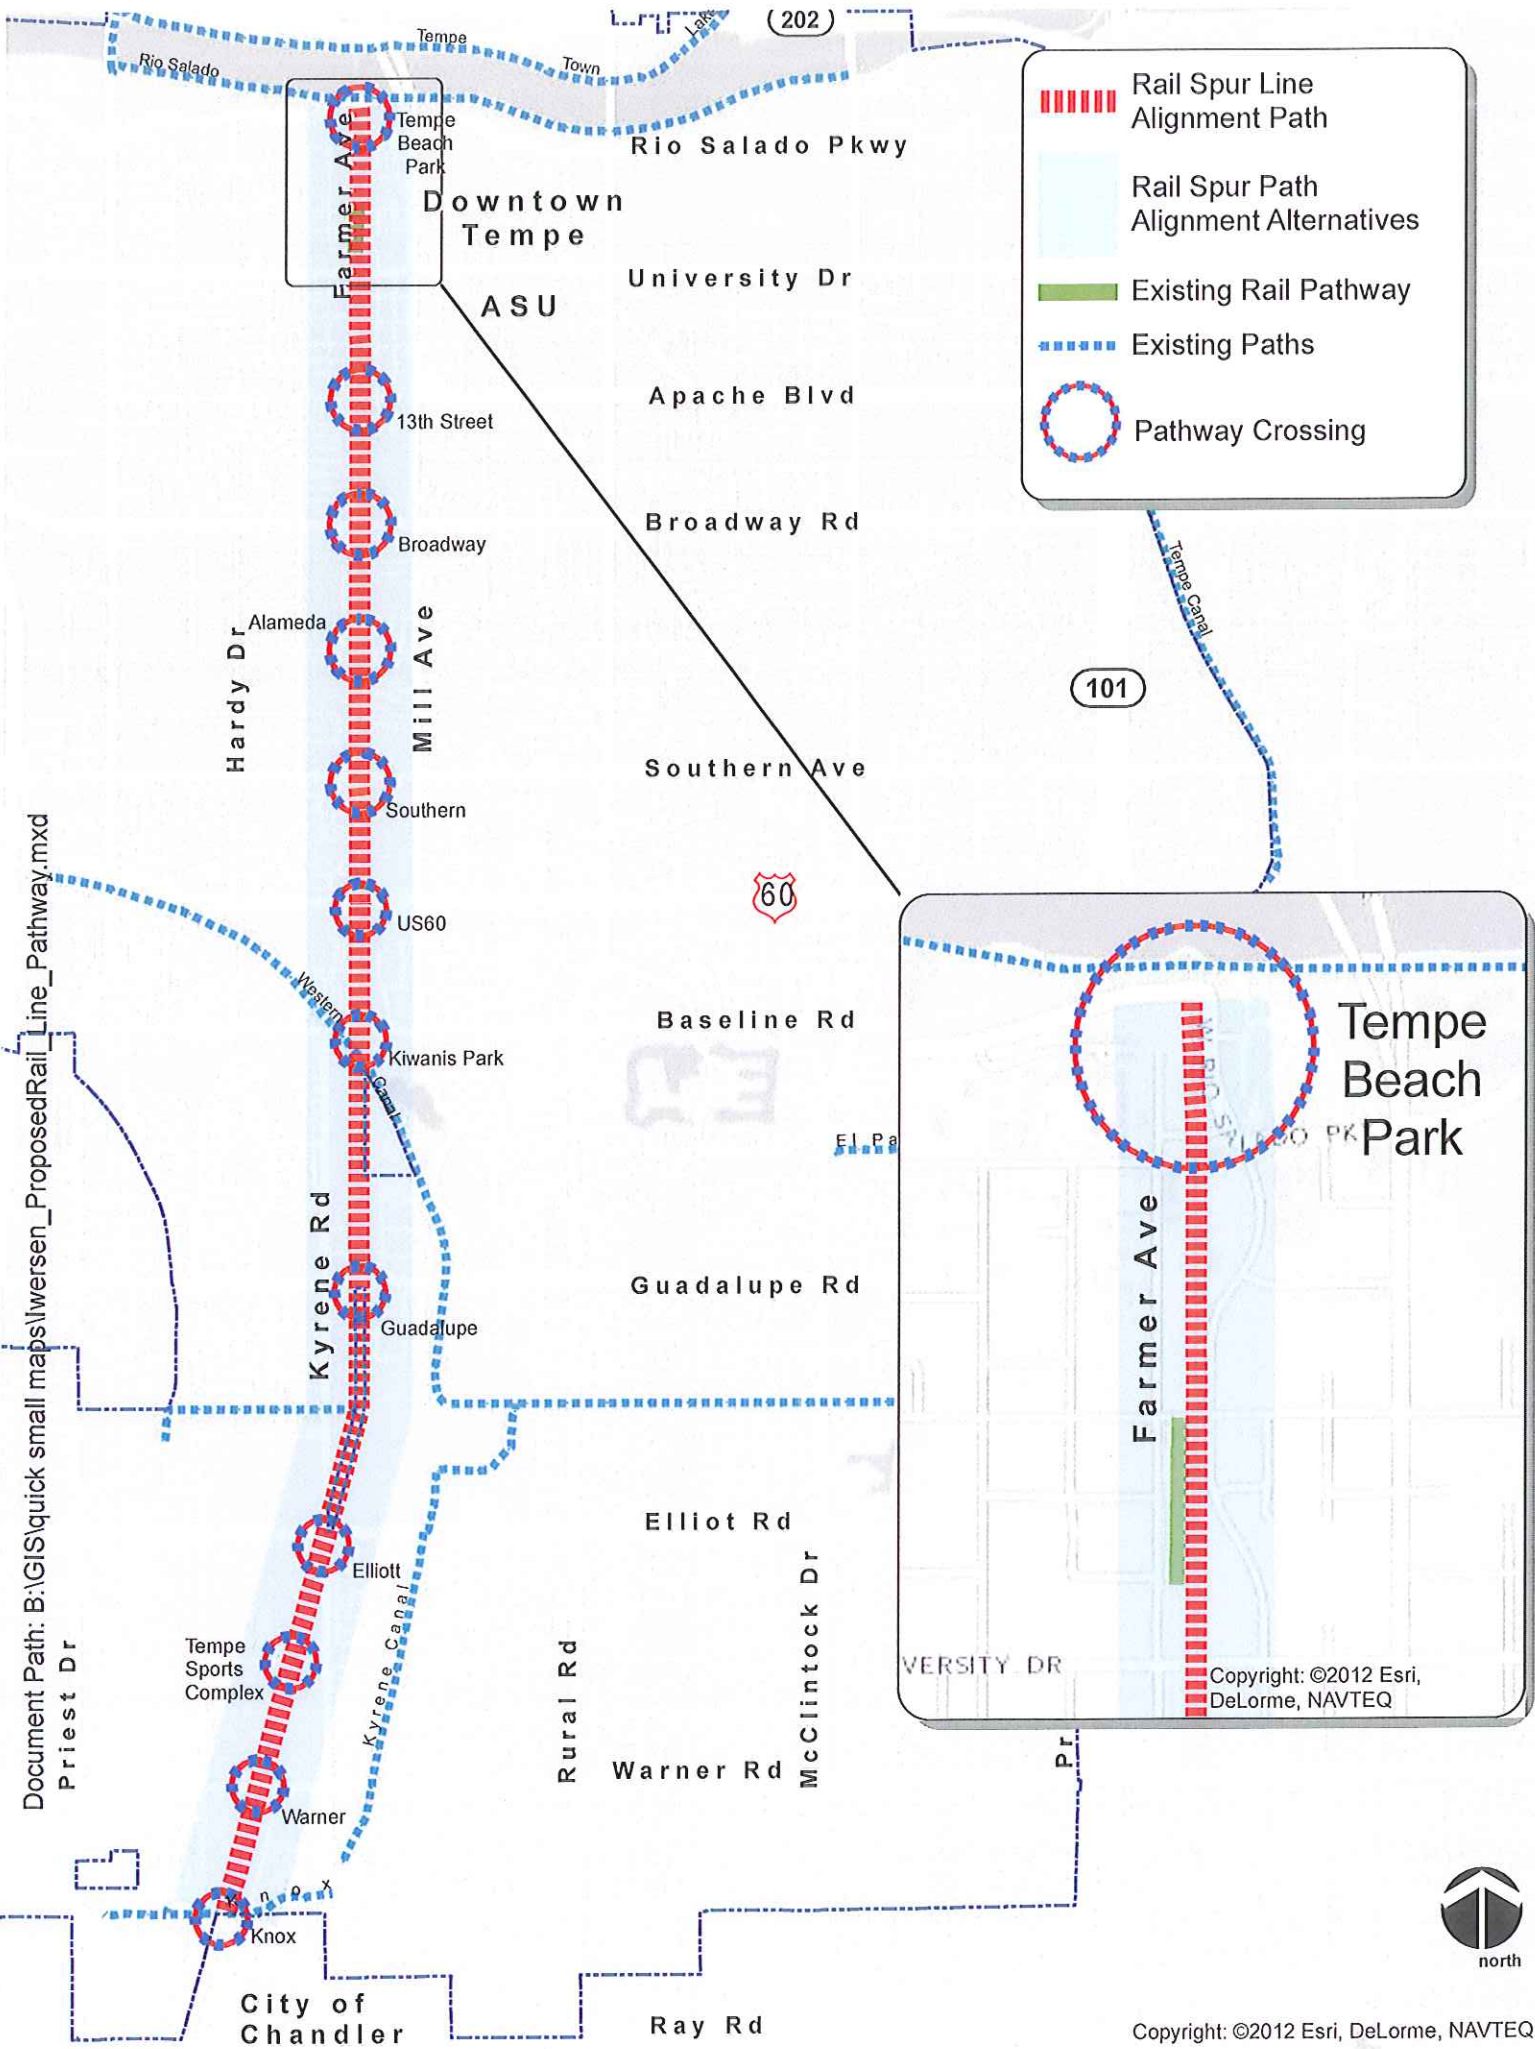 202
Tempe
Town
Lake
Rio Salado
Tempe
Beach
Park
Farmer Ave
Rio Salado Pkwy
Downtown
Tempe
University Dr
ASU
Apache Blvd
13th Street
Broadway Rd
Broadway
Alameda
Hardy Dr
Mill Ave
Southern Ave
Southern
60
US60
Western
Canal
Baseline Rd
Kiwanis Park
El Pa
Kyrene Rd
Guadalupe Rd
Guadalupe
Elliot Rd
Elliott
Kyrene Canal
Tempe
Sports
Complex
Priest Dr
Rural Rd
McClintock Dr
Warner Rd
Warner
Pr
Knox
Knox
City of
Chandler
Ray Rd
Document Path: B:\GIS\quick small maps\Iwersen_ProposedRail_Line_Pathway.mxd
Rail Spur Line
Alignment Path
Rail Spur Path
Alignment Alternatives
Existing Rail Pathway
Existing Paths
Pathway Crossing
Tempe Canal
101
Tempe
Beach
Park
W RIO SALADO PK
Farmer Ave
VERSITY DR
Copyright: ©2012 Esri,
DeLorme, NAVTEQ
north
Copyright: ©2012 Esri, DeLorme, NAVTEQ